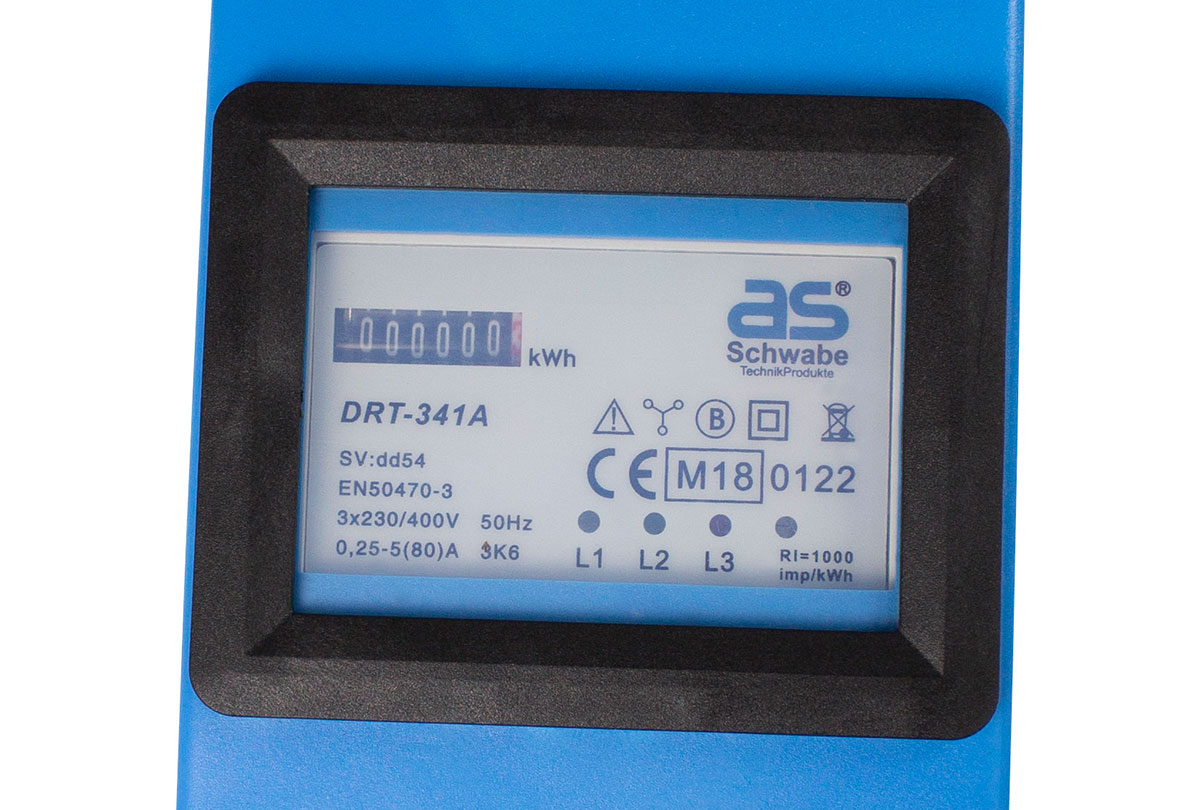 as®
Schwabe
TechnikProdukte
000000 kWh
DRT-341A
B
SV:dd54
CE M18 0122
EN50470-3
3x230/400V 50Hz
0,25-5(80)A 3K6
L1 L2 L3 RI=1000
imp/kWh